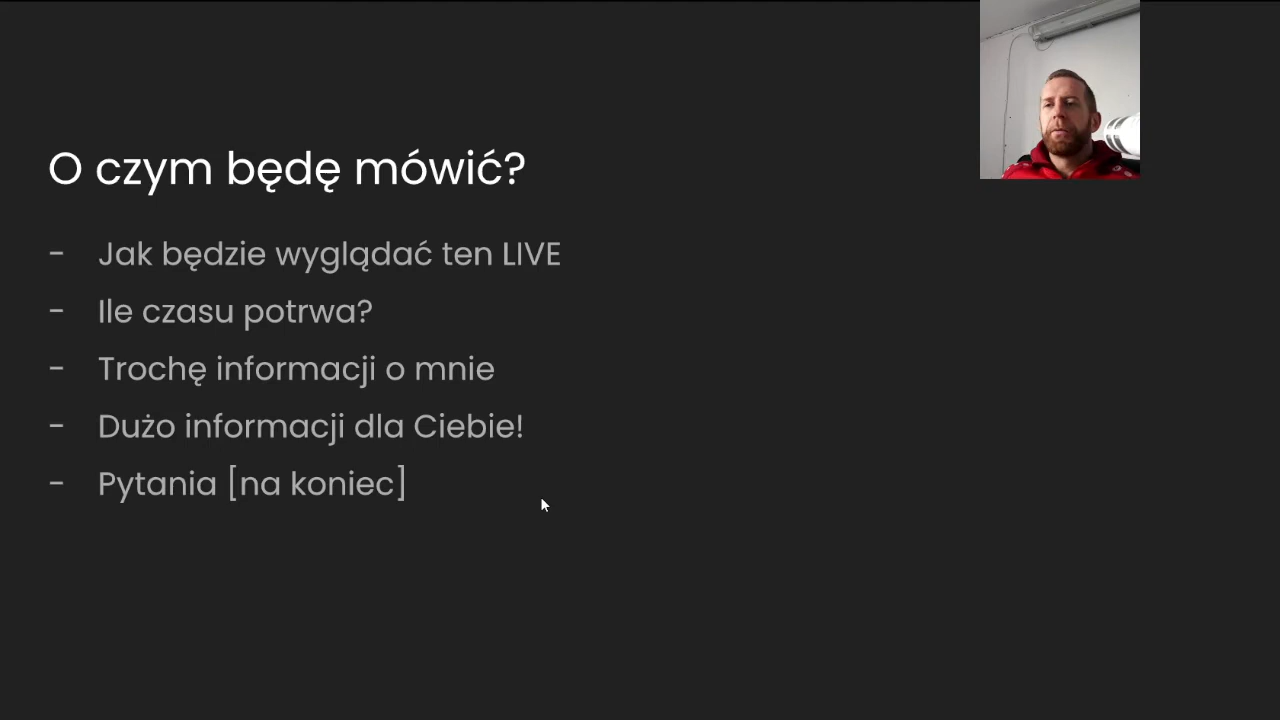 O czym będę mówić?
- Jak będzie wyglądać ten LIVE
- Ile czasu potrwa?
- Trochę informacji o mnie
- Dużo informacji dla Ciebie!
- Pytania [na koniec]